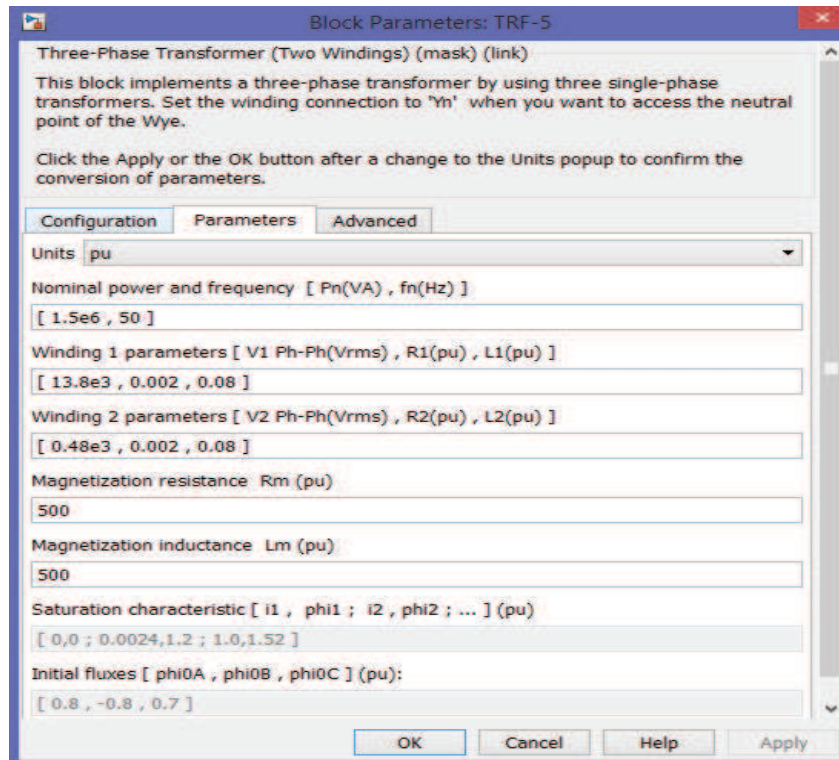 Block Parameters: TRF-5
Three-Phase Transformer (Two Windings) (mask) (link)
This block implements a three-phase transformer by using three single-phase
transformers. Set the winding connection to 'Yn' when you want to access the neutral
point of the Wye.
Click the Apply or the OK button after a change to the Units popup to confirm the
conversion of parameters.
Configuration Parameters Advanced
Units pu
Nominal power and frequency [ Pn(VA) , fn(Hz) ]
[ 1.5e6 , 50 ]
Winding 1 parameters [ V1 Ph-Ph(Vrms) , R1(pu) , L1(pu) ]
[ 13.8e3 , 0.002 , 0.08 ]
Winding 2 parameters [ V2 Ph-Ph(Vrms) , R2(pu) , L2(pu) ]
[ 0.48e3 , 0.002 , 0.08 ]
Magnetization resistance Rm (pu)
500
Magnetization inductance Lm (pu)
500
Saturation characteristic [ i1 , phi1 ; i2 , phi2 ; ... ] (pu)
[ 0,0 ; 0.0024,1.2 ; 1.0,1.52 ]
Initial fluxes [ phi0A , phi0B , phi0C ] (pu):
[ 0.8 , -0.8 , 0.7 ]
OK Cancel Help Apply